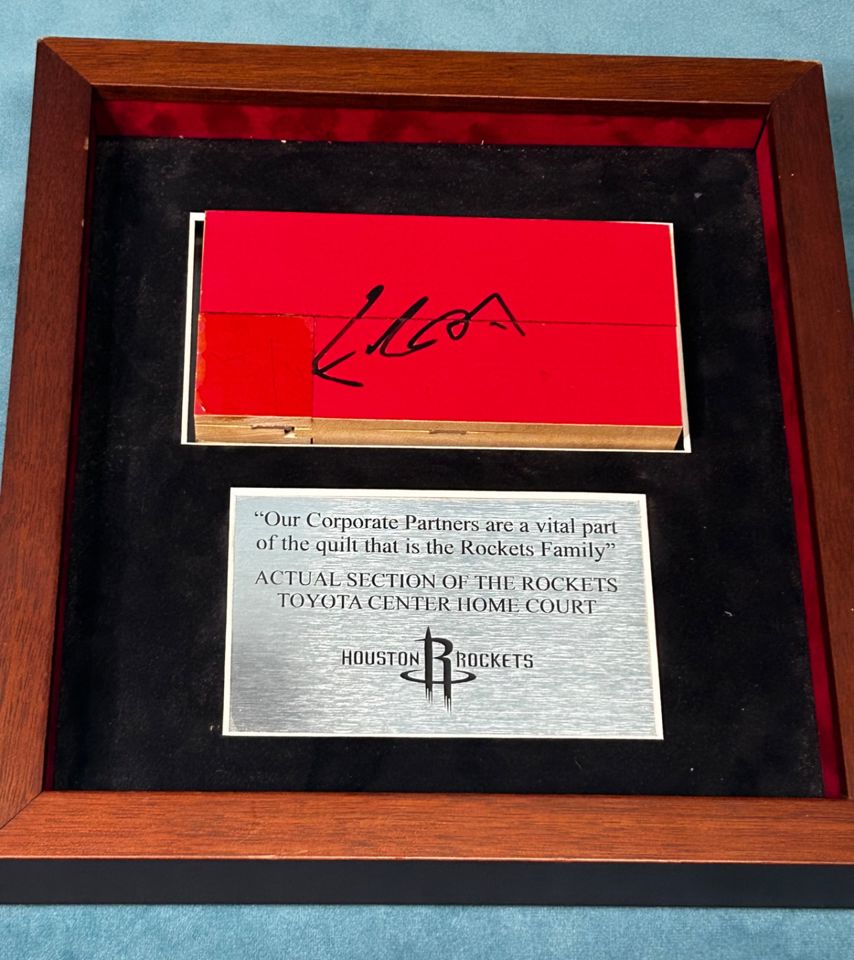 “Our Corporate Partners are a vital part
of the quilt that is the Rockets Family”
ACTUAL SECTION OF THE ROCKETS
TOYOTA CENTER HOME COURT
HOUSTON R ROCKETS